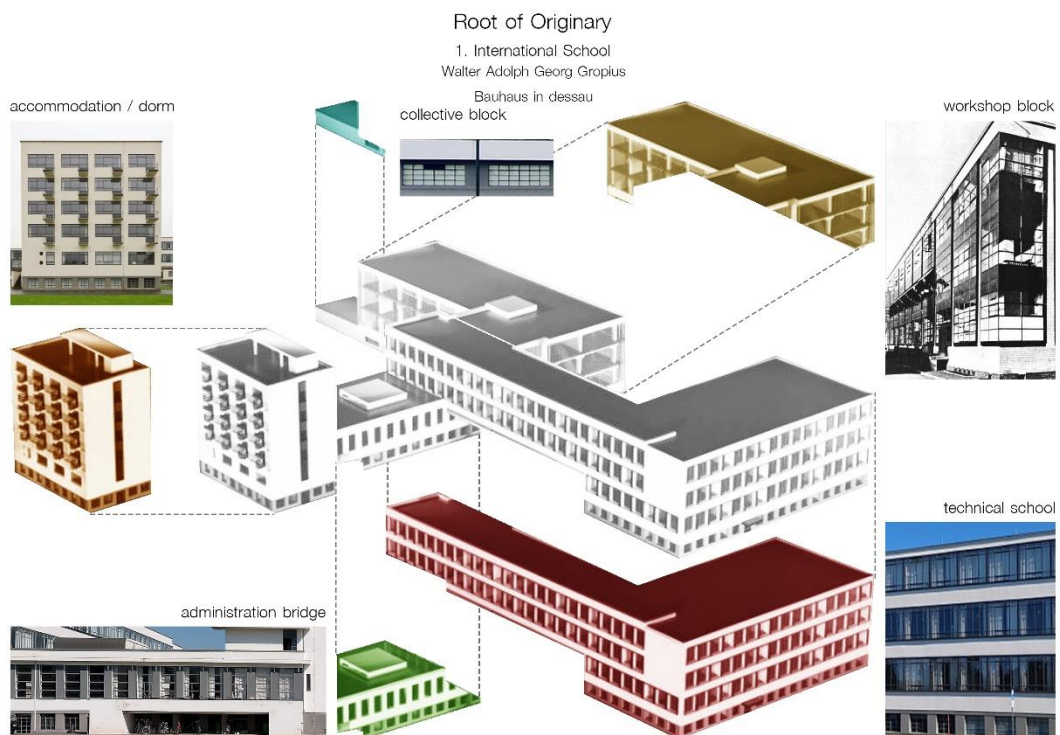 Root of Originary
1. International School
Walter Adolph Georg Gropius
Bauhaus in dessau
accommodation / dorm
collective block
workshop block
technical school
administration bridge